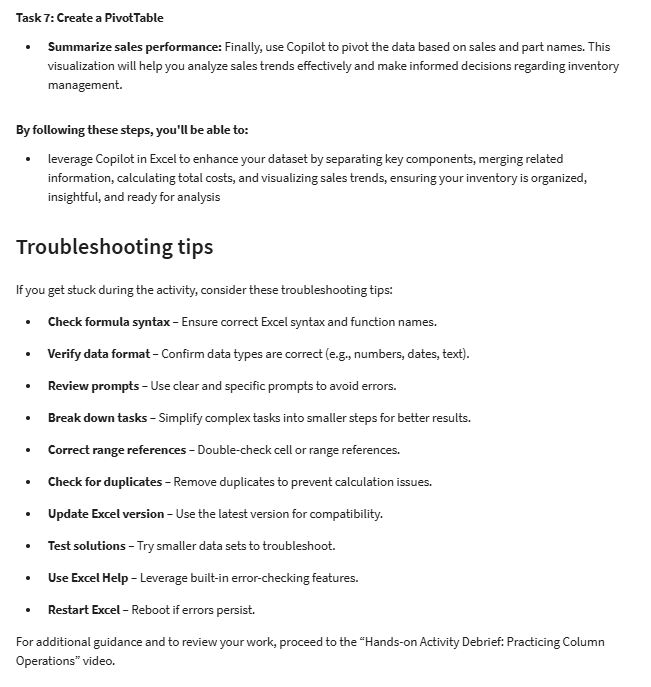 Task 7: Create a PivotTable
• Summarize sales performance: Finally, use Copilot to pivot the data based on sales and part names. This
visualization will help you analyze sales trends effectively and make informed decisions regarding inventory
management.
By following these steps, you'll be able to:
• leverage Copilot in Excel to enhance your dataset by separating key components, merging related
information, calculating total costs, and visualizing sales trends, ensuring your inventory is organized,
insightful, and ready for analysis
Troubleshooting tips
If you get stuck during the activity, consider these troubleshooting tips:
• Check formula syntax – Ensure correct Excel syntax and function names.
• Verify data format – Confirm data types are correct (e.g., numbers, dates, text).
• Review prompts – Use clear and specific prompts to avoid errors.
• Break down tasks – Simplify complex tasks into smaller steps for better results.
• Correct range references – Double-check cell or range references.
• Check for duplicates – Remove duplicates to prevent calculation issues.
• Update Excel version – Use the latest version for compatibility.
• Test solutions – Try smaller data sets to troubleshoot.
• Use Excel Help – Leverage built-in error-checking features.
• Restart Excel – Reboot if errors persist.
For additional guidance and to review your work, proceed to the “Hands-on Activity Debrief: Practicing Column
Operations” video.